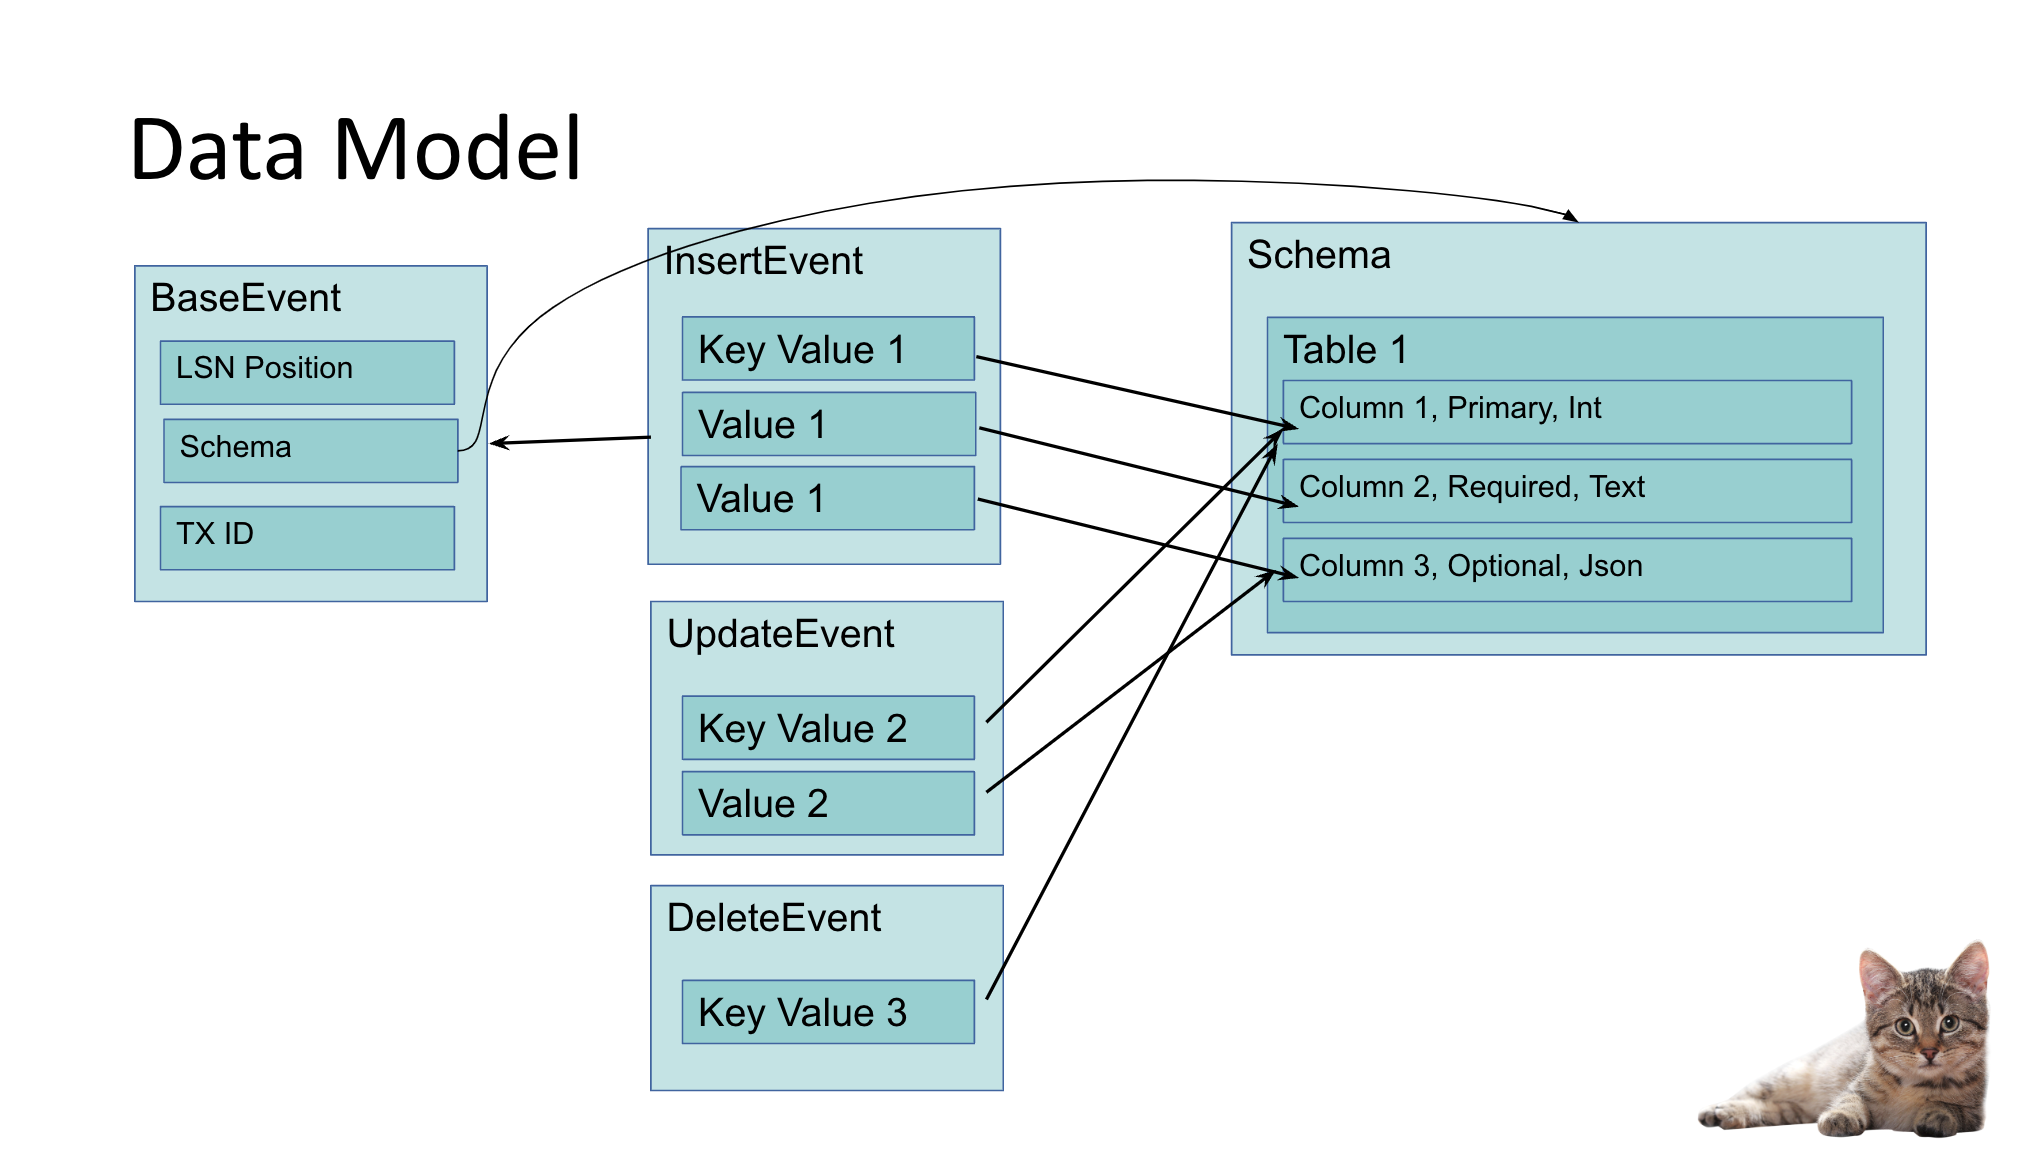 Data Model
BaseEvent
LSN Position
Schema
TX ID
InsertEvent
Key Value 1
Value 1
Value 1
UpdateEvent
Key Value 2
Value 2
DeleteEvent
Key Value 3
Schema
Table 1
Column 1, Primary, Int
Column 2, Required, Text
Column 3, Optional, Json